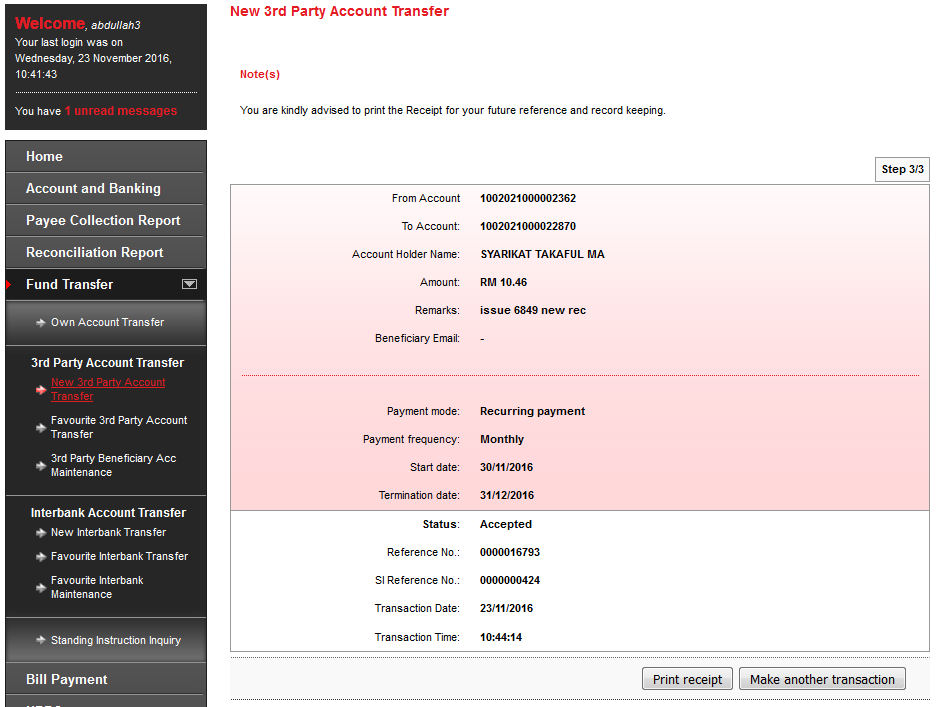 Welcome, abdullah3
Your last login was on
Wednesday, 23 November 2016,
10:41:43
You have 1 unread messages
Home
Account and Banking
Payee Collection Report
Reconciliation Report
Fund Transfer
Own Account Transfer
3rd Party Account Transfer
New 3rd Party Account
Transfer
Favourite 3rd Party Account
Transfer
3rd Party Beneficiary Acc
Maintenance
Interbank Account Transfer
New Interbank Transfer
Favourite Interbank Transfer
Favourite Interbank
Maintenance
Standing Instruction Inquiry
Bill Payment
New 3rd Party Account Transfer
Note(s)
You are kindly advised to print the Receipt for your future reference and record keeping.
Step 3/3
From Account 1002021000002362
To Account: 1002021000022870
Account Holder Name: SYARIKAT TAKAFUL MA
Amount: RM 10.46
Remarks: issue 6849 new rec
Beneficiary Email: -
Payment mode: Recurring payment
Payment frequency: Monthly
Start date: 30/11/2016
Termination date: 31/12/2016
Status: Accepted
Reference No.: 0000016793
SI Reference No.: 0000000424
Transaction Date: 23/11/2016
Transaction Time: 10:44:14
Print receipt Make another transaction